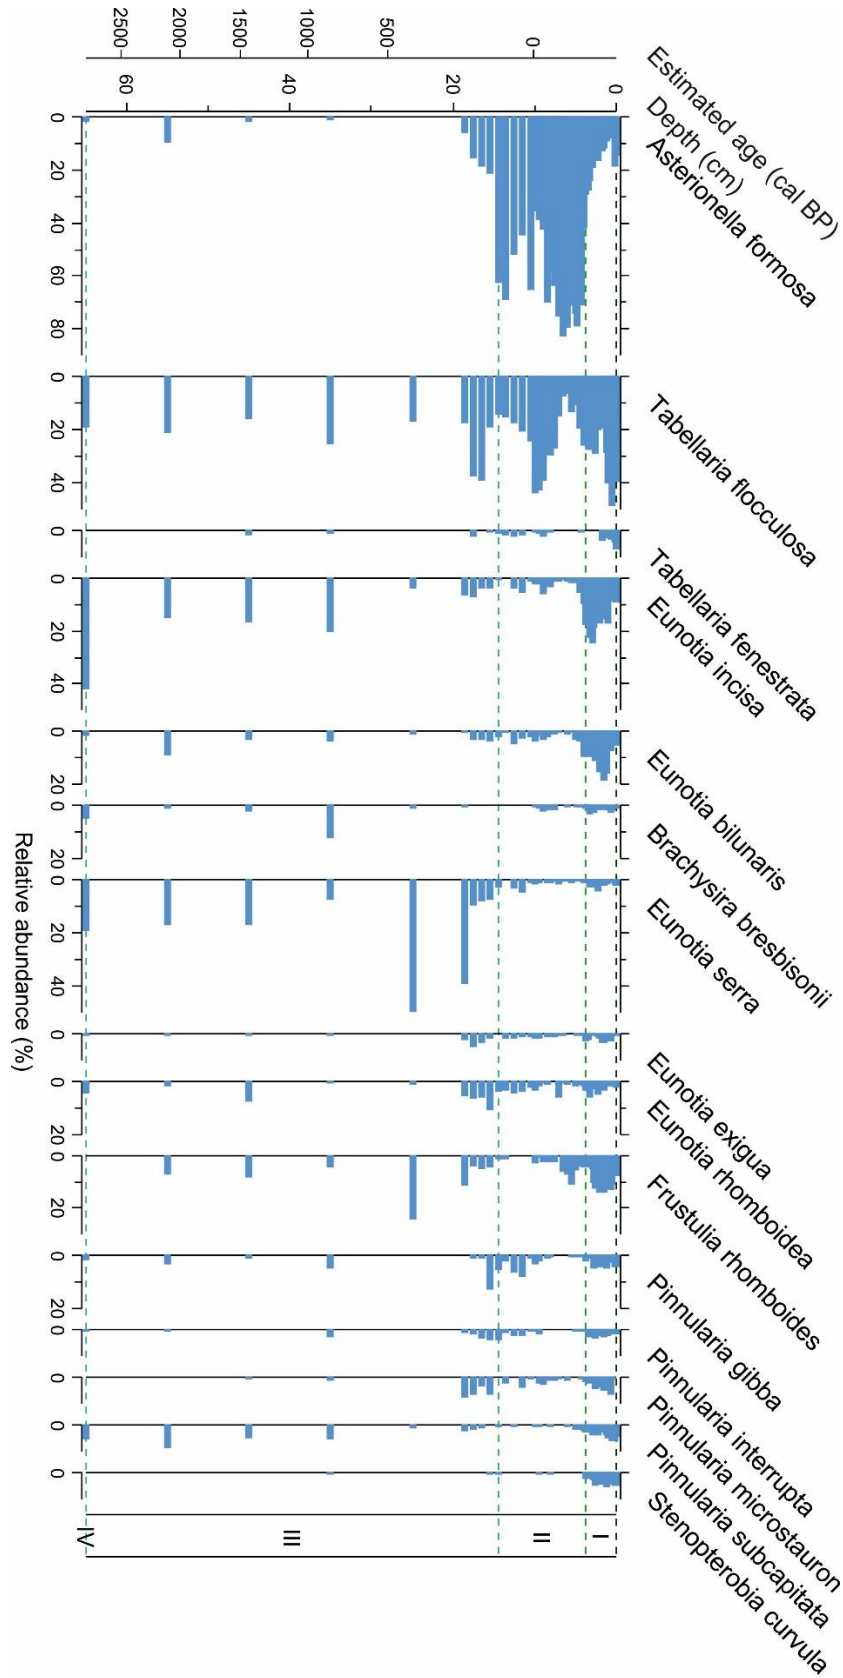 Estimated age (cal BP)
Depth (cm)
Asterionella formosa
Tabellaria flocculosa
Tabellaria fenestrata
Eunotia incisa
Eunotia bilunaris
Brachysira bresbisonii
Eunotia serra
Eunotia exigua
Eunotia rhomboidea
Frustulia rhomboides
Pinnularia gibba
Pinnularia interrupta
Pinnularia microstauron
Pinnularia subcapitata
Stenopterobia curvula
0
500
1000
1500
2000
2500
0
20
40
60
I
II
III
IV
0 20 40 60 80
0 20 40
0
0 20 40
0 20
0 20
0 20 40
0
0 20
0 20
0 20
0
0
0
0
Relative abundance (%)